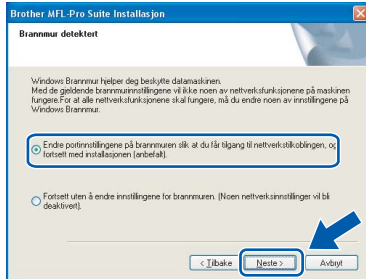 Brother MFL-Pro Suite Installasjon
Brannmur detektert
Windows Brannmur hjelper deg beskytte datamaskinen.
Med de gjeldende brannmurinnstillingene vil ikke noen av nettverksfunksjonene på maskinen
fungere.For at alle nettverksfunksjonene skal fungere, må du endre noen av innstillingene på
Windows Brannmur.
Endre portinnstillingene på brannmuren slik at du får tilgang til nettverkstilkoblingen, og
fortsett med installasjonen (anbefalt).
Fortsett uten å endre innstillingene for brannmuren. (Noen nettverksinnstillinger vil bli
deaktivert).
< Tilbake
Neste >
Avbryt